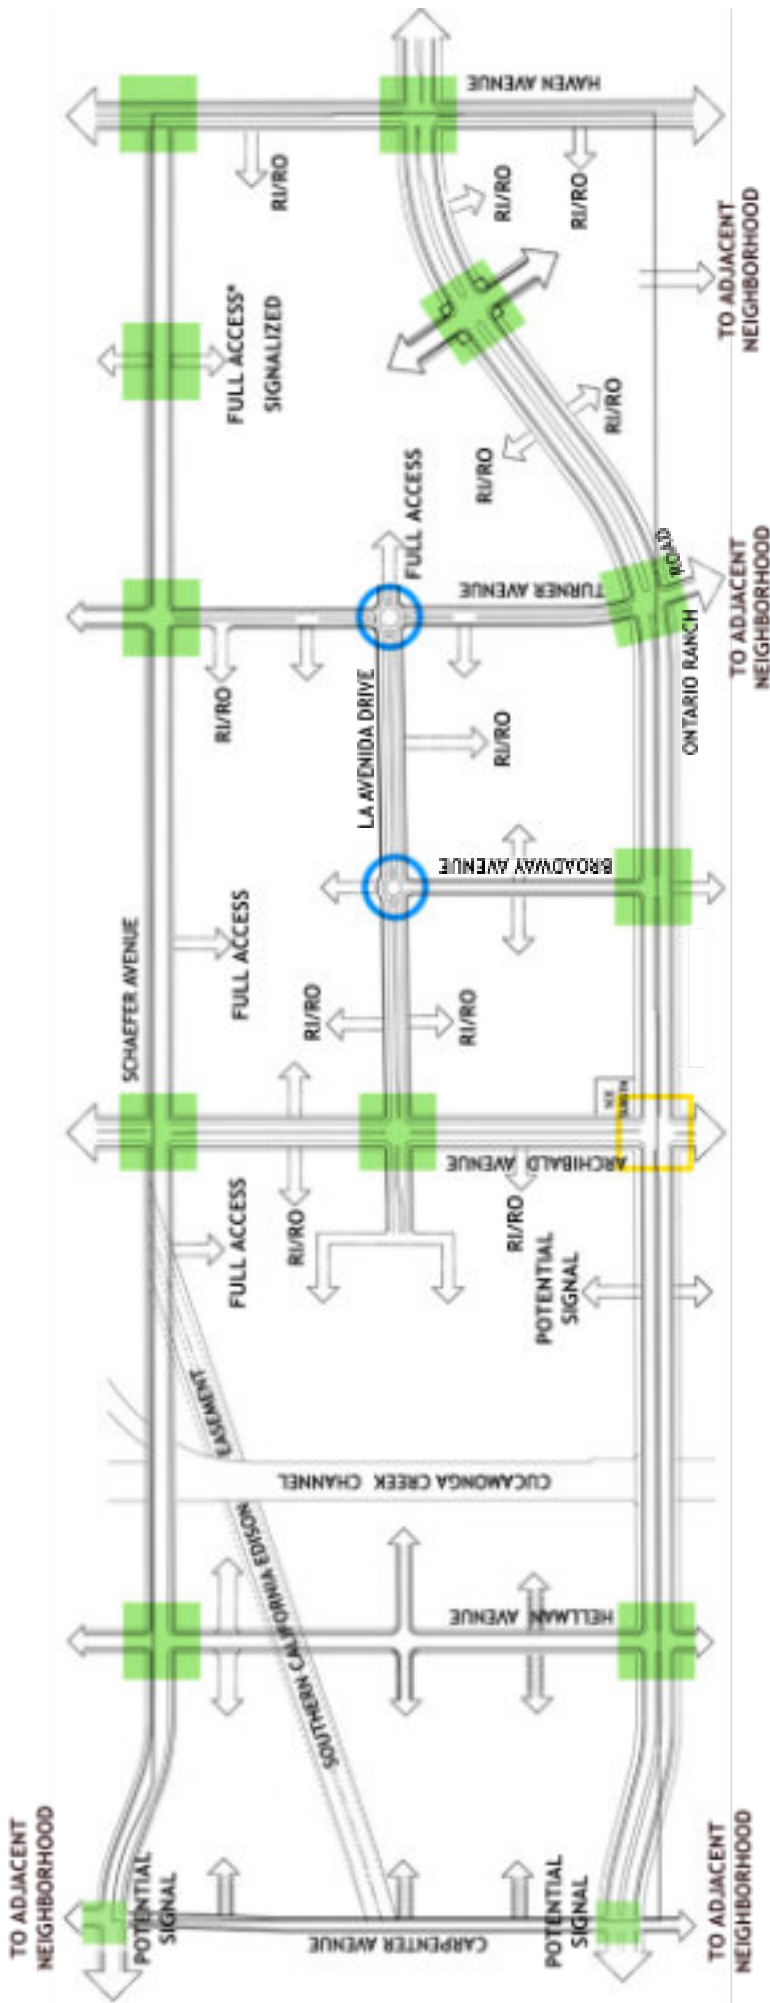 HAVEN AVENUE
RI/RO
RI/RO
RI/RO
TO ADJACENT
NEIGHBORHOOD
FULL ACCESS*
SIGNALIZED
RI/RO
RI/RO
FULL ACCESS
TURNER AVENUE
ROAD
ONTARIO RANCH
TO ADJACENT
NEIGHBORHOOD
RI/RO
LA AVENIDA DRIVE
RI/RO
BROADWAY AVENUE
SCHAEFER AVENUE
FULL ACCESS
RI/RO
RI/RO
SEE
ARCHIBALD AVENUE
FULL ACCESS
RI/RO
RI/RO
POTENTIAL
SIGNAL
EASEMENT
CUCAMONGA CREEK CHANNEL
SOUTHERN CALIFORNIA EDISON
HELLMAN AVENUE
TO ADJACENT
NEIGHBORHOOD
POTENTIAL
SIGNAL
CARPENTER AVENUE
POTENTIAL
SIGNAL
TO ADJACENT
NEIGHBORHOOD